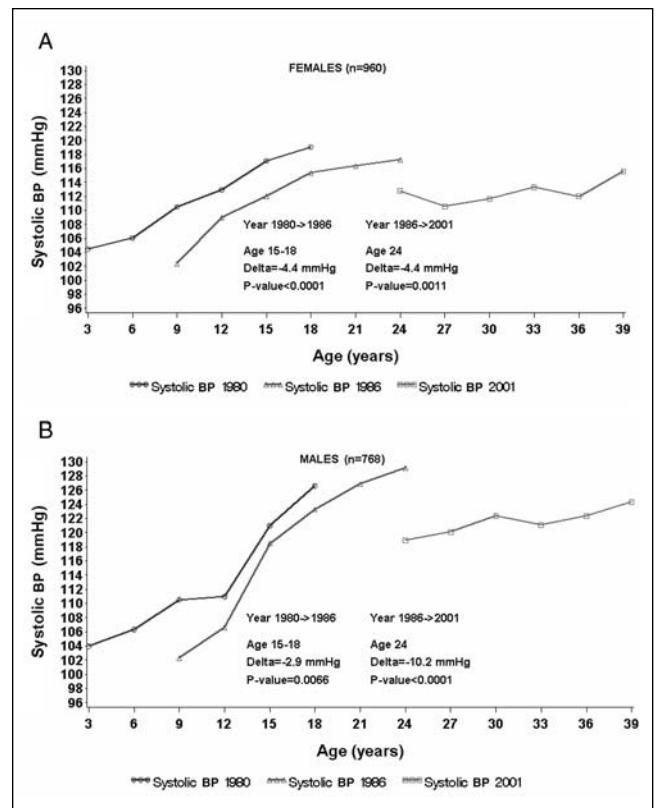 A
FEMALES (n=960)
130
128
126
124
122
120
118
116
114
112
110
108
106
104
102
100
98
96
Systolic BP (mmHg)
Year 1980->1986 Year 1986->2001
Age 15-18 Age 24
Delta=-4.4 mmHg Delta=-4.4 mmHg
P-value<0.0001 P-value=0.0011
3 6 9 12 15 18 21 24 27 30 33 36 39
Age (years)
Systolic BP 1980 Systolic BP 1986 Systolic BP 2001
B
MALES (n=768)
130
128
126
124
122
120
118
116
114
112
110
108
106
104
102
100
98
96
Systolic BP (mmHg)
Year 1980->1986 Year 1986->2001
Age 15-18 Age 24
Delta=-2.9 mmHg Delta=-10.2 mmHg
P-value=0.0066 P-value<0.0001
3 6 9 12 15 18 21 24 27 30 33 36 39
Age (years)
Systolic BP 1980 Systolic BP 1986 Systolic BP 2001